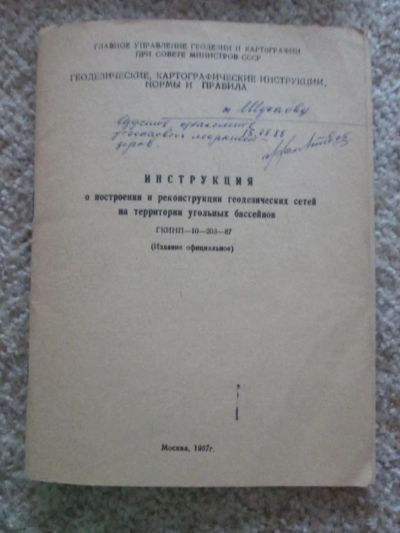 ГЛАВНОЕ УПРАВЛЕНИЕ ГЕОДЕЗИИ И КАРТОГРАФИИ
ПРИ СОВЕТЕ МИНИСТРОВ СССР
ГЕОДЕЗИЧЕСКИЕ, КАРТОГРАФИЧЕСКИЕ ИНСТРУКЦИИ,
НОРМЫ И ПРАВИЛА
ИНСТРУКЦИЯ
о построении и реконструкции геодезических сетей
на территории угольных бассейнов
ГКИНП—10—203—87
(Издание официальное)
Москва, 1987г.